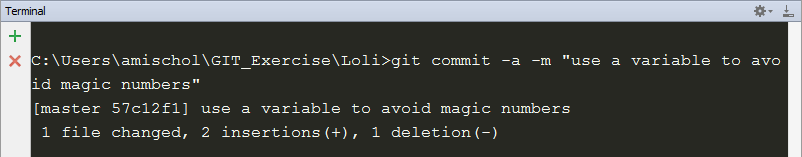 Terminal
C:\Users\amischol\GIT_Exercise\Loli>git commit -a -m "use a variable to avo
id magic numbers"
[master 57c12f1] use a variable to avoid magic numbers
 1 file changed, 2 insertions(+), 1 deletion(-)